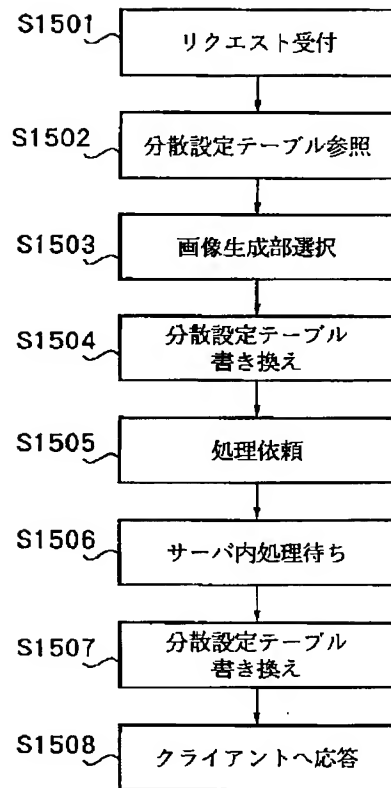 S1501
リクエスト受付
S1502
分散設定テーブル参照
S1503
画像生成部選択
S1504
分散設定テーブル
書き換え
S1505
処理依頼
S1506
サーバ内処理待ち
S1507
分散設定テーブル
書き換え
S1508
クライアントへ応答